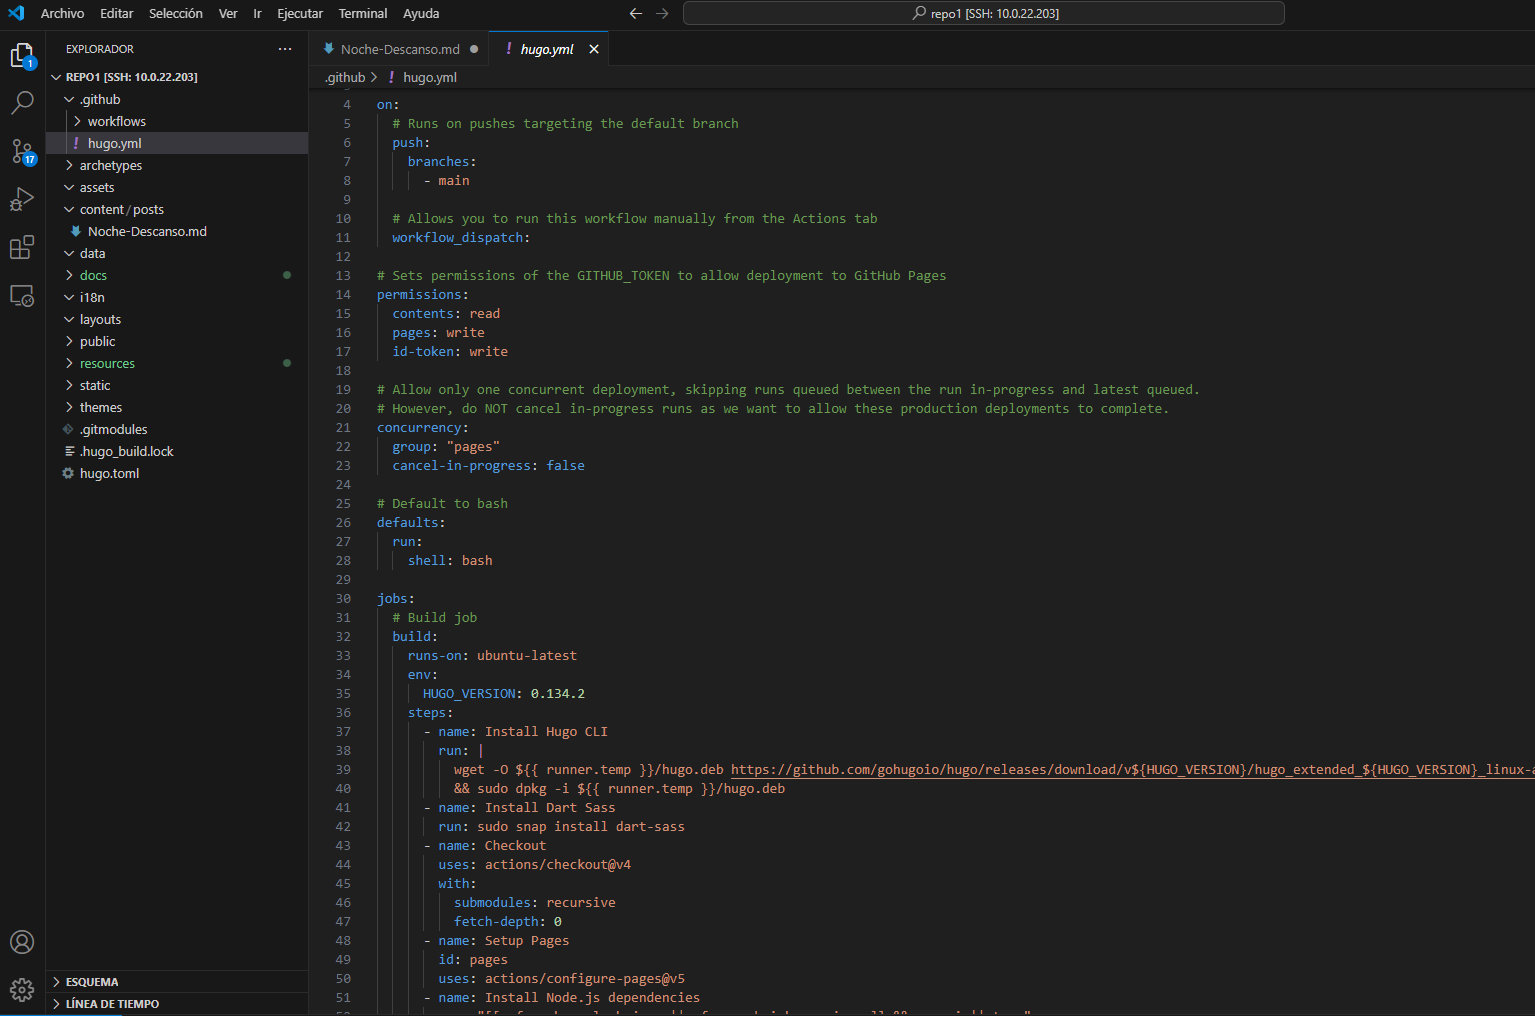 Archivo Editar Selección Ver Ir Ejecutar Terminal Ayuda
repo1 [SSH: 10.0.22.203]
EXPLORADOR ...
REPO1 [SSH: 10.0.22.203]
.github
workflows
! hugo.yml
archetypes
assets
content/posts
Noche-Descanso.md
data
docs
i18n
layouts
public
resources
static
themes
.gitmodules
.hugo_build.lock
hugo.toml
ESQUEMA
LÍNEA DE TIEMPO
1
17
Noche-Descanso.md
! hugo.yml
.github > ! hugo.yml
4 on:
5 # Runs on pushes targeting the default branch
6 push:
7 branches:
8 - main
9
10 # Allows you to run this workflow manually from the Actions tab
11 workflow_dispatch:
12
13 # Sets permissions of the GITHUB_TOKEN to allow deployment to GitHub Pages
14 permissions:
15 contents: read
16 pages: write
17 id-token: write
18
19 # Allow only one concurrent deployment, skipping runs queued between the run in-progress and latest queued.
20 # However, do NOT cancel in-progress runs as we want to allow these production deployments to complete.
21 concurrency:
22 group: "pages"
23 cancel-in-progress: false
24
25 # Default to bash
26 defaults:
27 run:
28 shell: bash
29
30 jobs:
31 # Build job
32 build:
33 runs-on: ubuntu-latest
34 env:
35 HUGO_VERSION: 0.134.2
36 steps:
37 - name: Install Hugo CLI
38 run: |
39 wget -O ${{ runner.temp }}/hugo.deb https://github.com/gohugoio/hugo/releases/download/v${HUGO_VERSION}/hugo_extended_${HUGO_VERSION}_linux-
40 && sudo dpkg -i ${{ runner.temp }}/hugo.deb
41 - name: Install Dart Sass
42 run: sudo snap install dart-sass
43 - name: Checkout
44 uses: actions/checkout@v4
45 with:
46 submodules: recursive
47 fetch-depth: 0
48 - name: Setup Pages
49 id: pages
50 uses: actions/configure-pages@v5
51 - name: Install Node.js dependencies